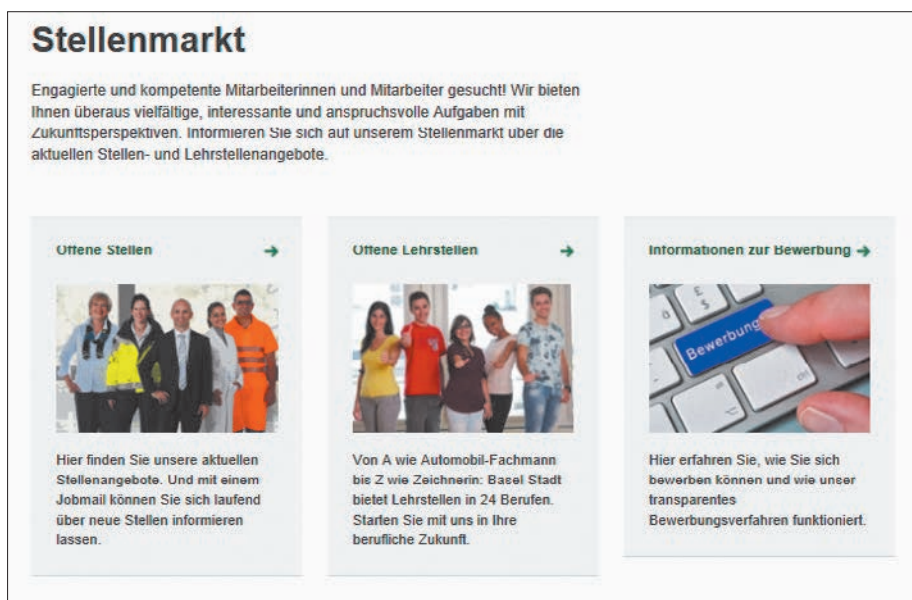 Stellenmarkt
Engagierte und kompetente Mitarbeiterinnen und Mitarbeiter gesucht! Wir bieten
Ihnen überaus vielfältige, interessante und anspruchsvolle Aufgaben mit
Zukunftsperspektiven. Informieren Sie sich auf unserem Stellenmarkt über die
aktuellen Stellen- und Lehrstellenangebote.
Offene Stellen
Hier finden Sie unsere aktuellen
Stellenangebote. Und mit einem
Jobmail können Sie sich laufend
über neue Stellen informieren
lassen.
Offene Lehrstellen
Von A wie Automobil-Fachmann
bis Z wie Zeichnerin: Basel Stadt
bietet Lehrstellen in 24 Berufen.
Starten Sie mit uns in Ihre
berufliche Zukunft.
Informationen zur Bewerbung
£
$
Bewerbung
ctrl
Hier erfahren Sie, wie Sie sich
bewerben können und wie unser
transparentes
Bewerbungsverfahren funktioniert.